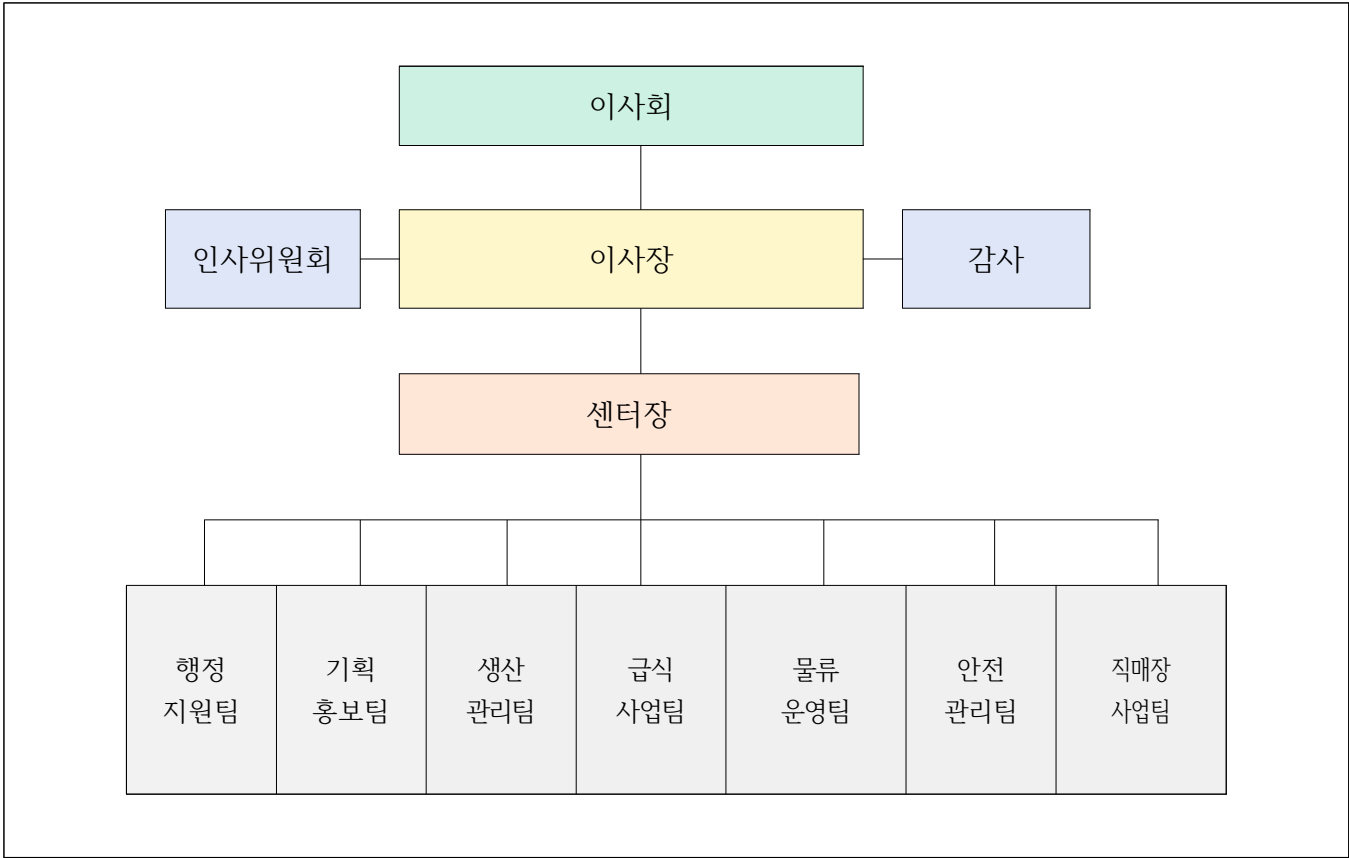 이사회
인사위원회
이사장
감사
센터장
행정
지원팀
기획
홍보팀
생산
관리팀
급식
사업팀
물류
운영팀
안전
관리팀
직매장
사업팀